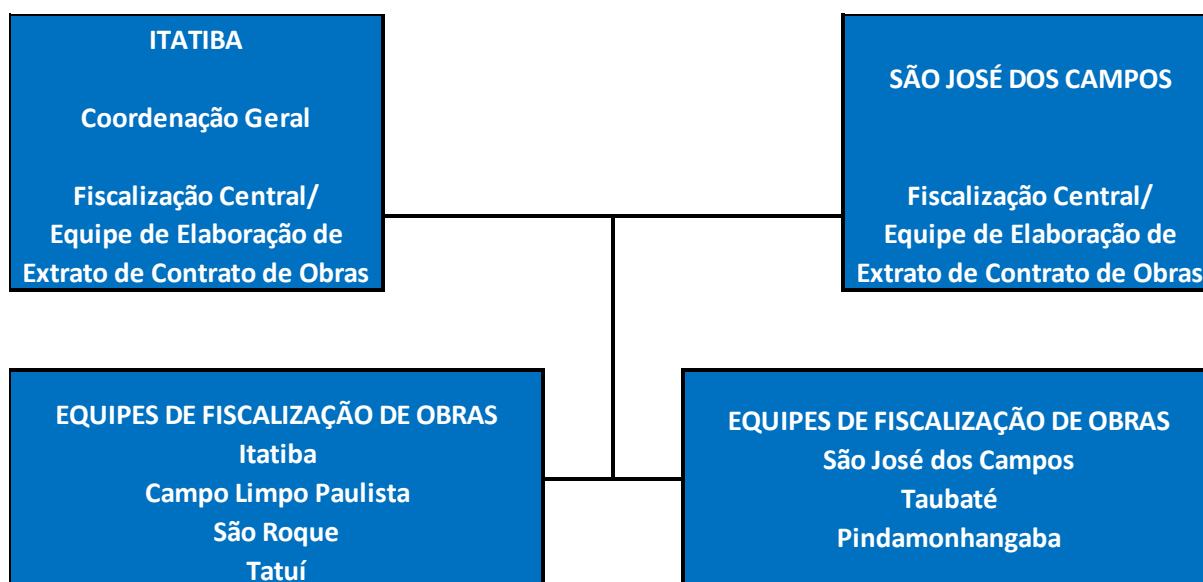 ITATIBA
Coordenação Geral
Fiscalização Central/
Equipe de Elaboração de
Extrato de Contrato de Obras
SÃO JOSÉ DOS CAMPOS
Fiscalização Central/
Equipe de Elaboração de
Extrato de Contrato de Obras
EQUIPES DE FISCALIZAÇÃO DE OBRAS
Itatiba
Campo Limpo Paulista
São Roque
Tatuí
EQUIPES DE FISCALIZAÇÃO DE OBRAS
São José dos Campos
Taubaté
Pindamonhangaba